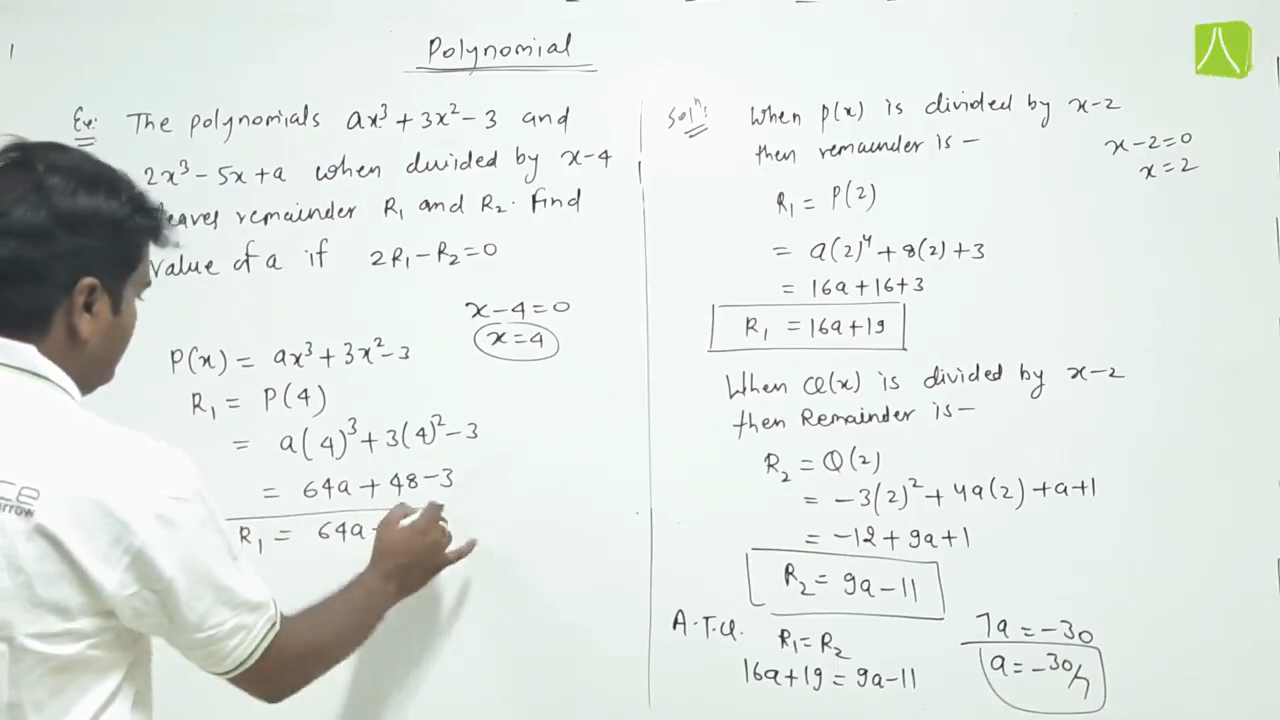 Polynomial
Ex: The polynomials ax³ + 3x² - 3 and
2x³ - 5x + a when divided by x-4
leaves remainder R₁ and R₂. Find
value of a if 2R₁ - R₂ = 0
x-4=0
x=4
P(x) = ax³ + 3x² - 3
R₁ = P(4)
= a(4)³ + 3(4)² - 3
= 64a + 48 - 3
R₁ = 64a
Solⁿ: When p(x) is divided by x-2
then remainder is -
x-2=0
x=2
R₁ = P(2)
= a(2)⁴ + 8(2) + 3
= 16a + 16 + 3
R₁ = 16a + 19
When Q(x) is divided by x-2
then Remainder is -
R₂ = Q(2)
= -3(2)² + 4a(2) + a + 1
= -12 + 9a + 1
R₂ = 9a - 11
A.T.Q. R₁ = R₂
16a + 19 = 9a - 11
7a = -30
a = -30/7